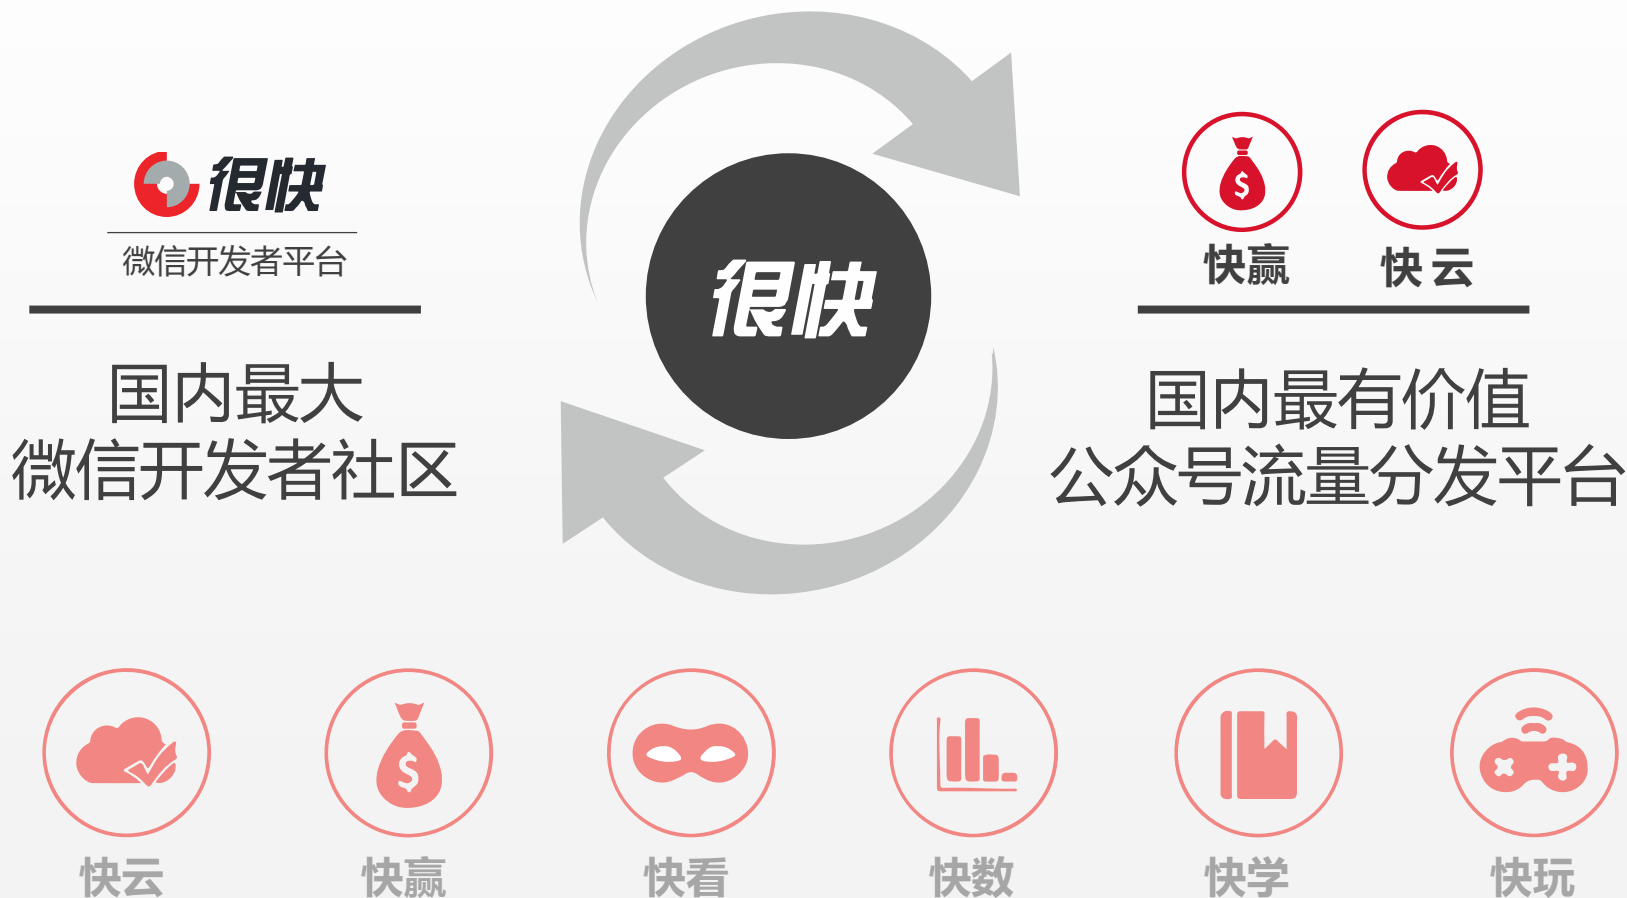 很快
微信开发者平台
国内最大
微信开发者社区
很快
$
快赢
快云
国内最有价值
公众号流量分发平台
$
快云
快赢
快看
快数
快学
快玩